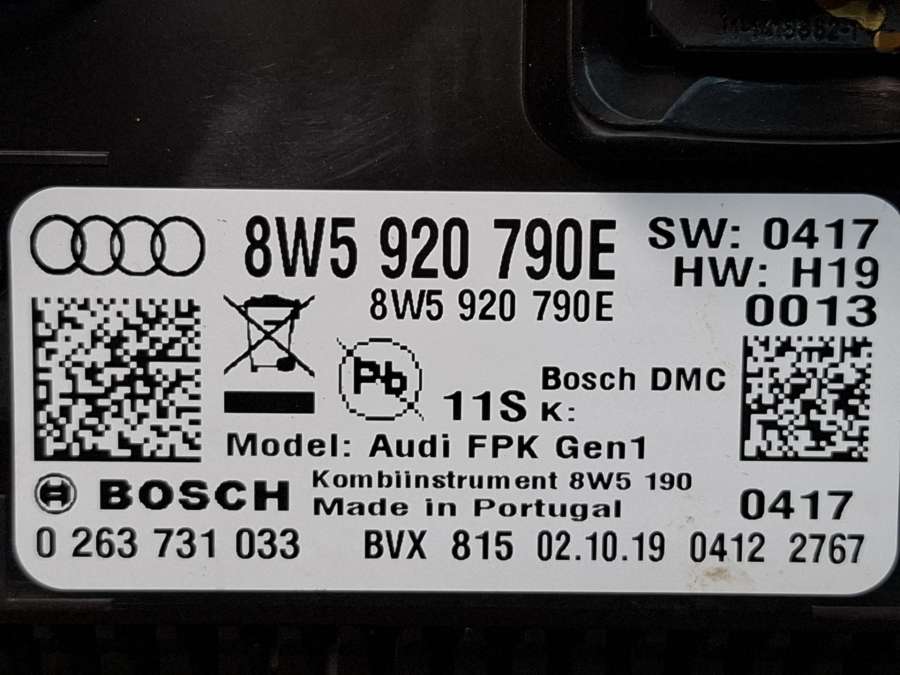 8W5 920 790E SW: 0417
HW: H19
8W5 920 790E 0013
Pb
Bosch DMC
11S K:
Model: Audi FPK Gen1
Kombiinstrument 8W5 190
BOSCH Made in Portugal 0417
0 263 731 033 BVX 815 02.10.19 0412 2767